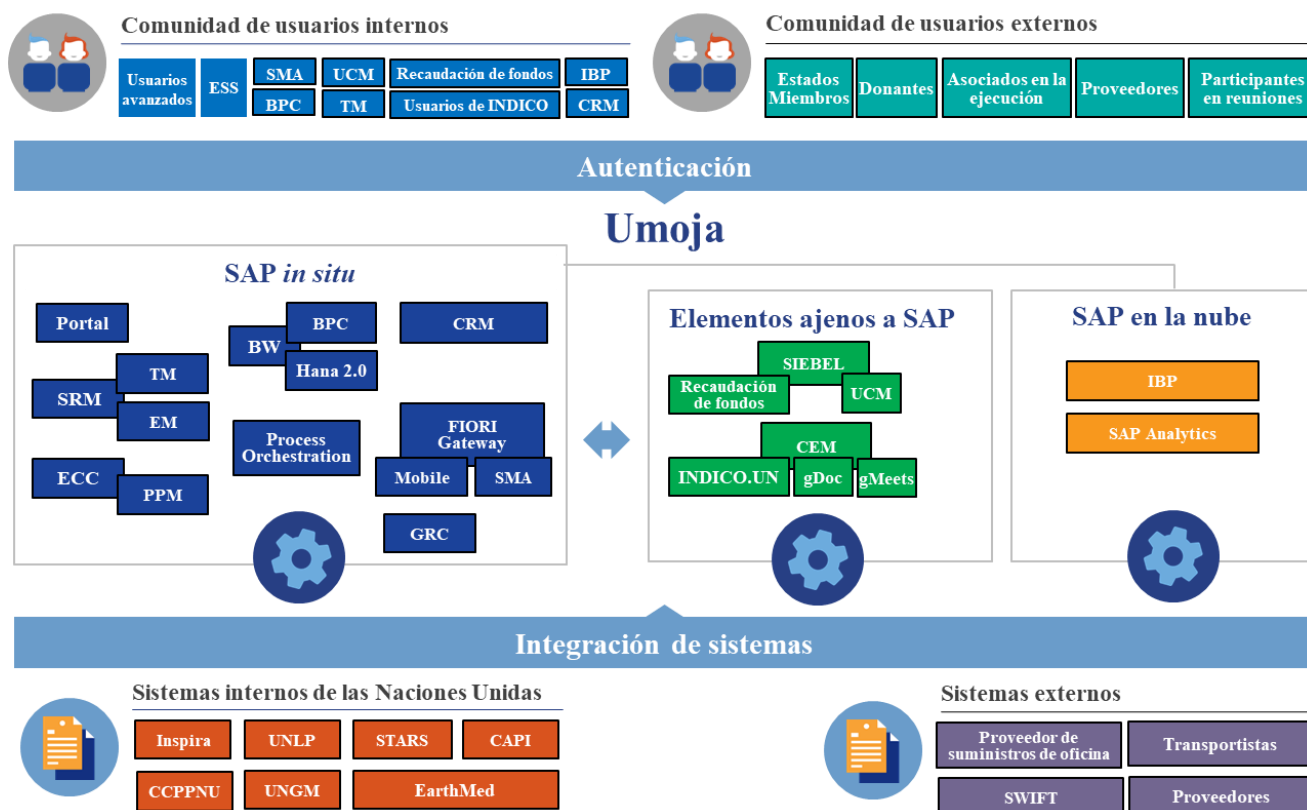 Comunidad de usuarios internos
Usuarios
avanzados
ESS
SMA
UCM
Recaudación de fondos
IBP
BPC
TM
Usuarios de INDICO
CRM
Comunidad de usuarios externos
Estados
Miembros
Donantes
Asociados en la
ejecución
Proveedores
Participantes
en reuniones
Autenticación
Umoja
SAP in situ
Portal
BPC
BW
Hana 2.0
CRM
TM
SRM
EM
Process
Orchestration
FIORI
Gateway
Mobile
SMA
ECC
PPM
GRC
Elementos ajenos a SAP
SIEBEL
Recaudación
de fondos
UCM
CEM
INDICO.UN
gDoc
gMeets
SAP en la nube
IBP
SAP Analytics
Integración de sistemas
Sistemas internos de las Naciones Unidas
Inspira
UNLP
STARS
CAPI
CCPPNU
UNGM
EarthMed
Sistemas externos
Proveedor de
suministros de oficina
Transportistas
SWIFT
Proveedores